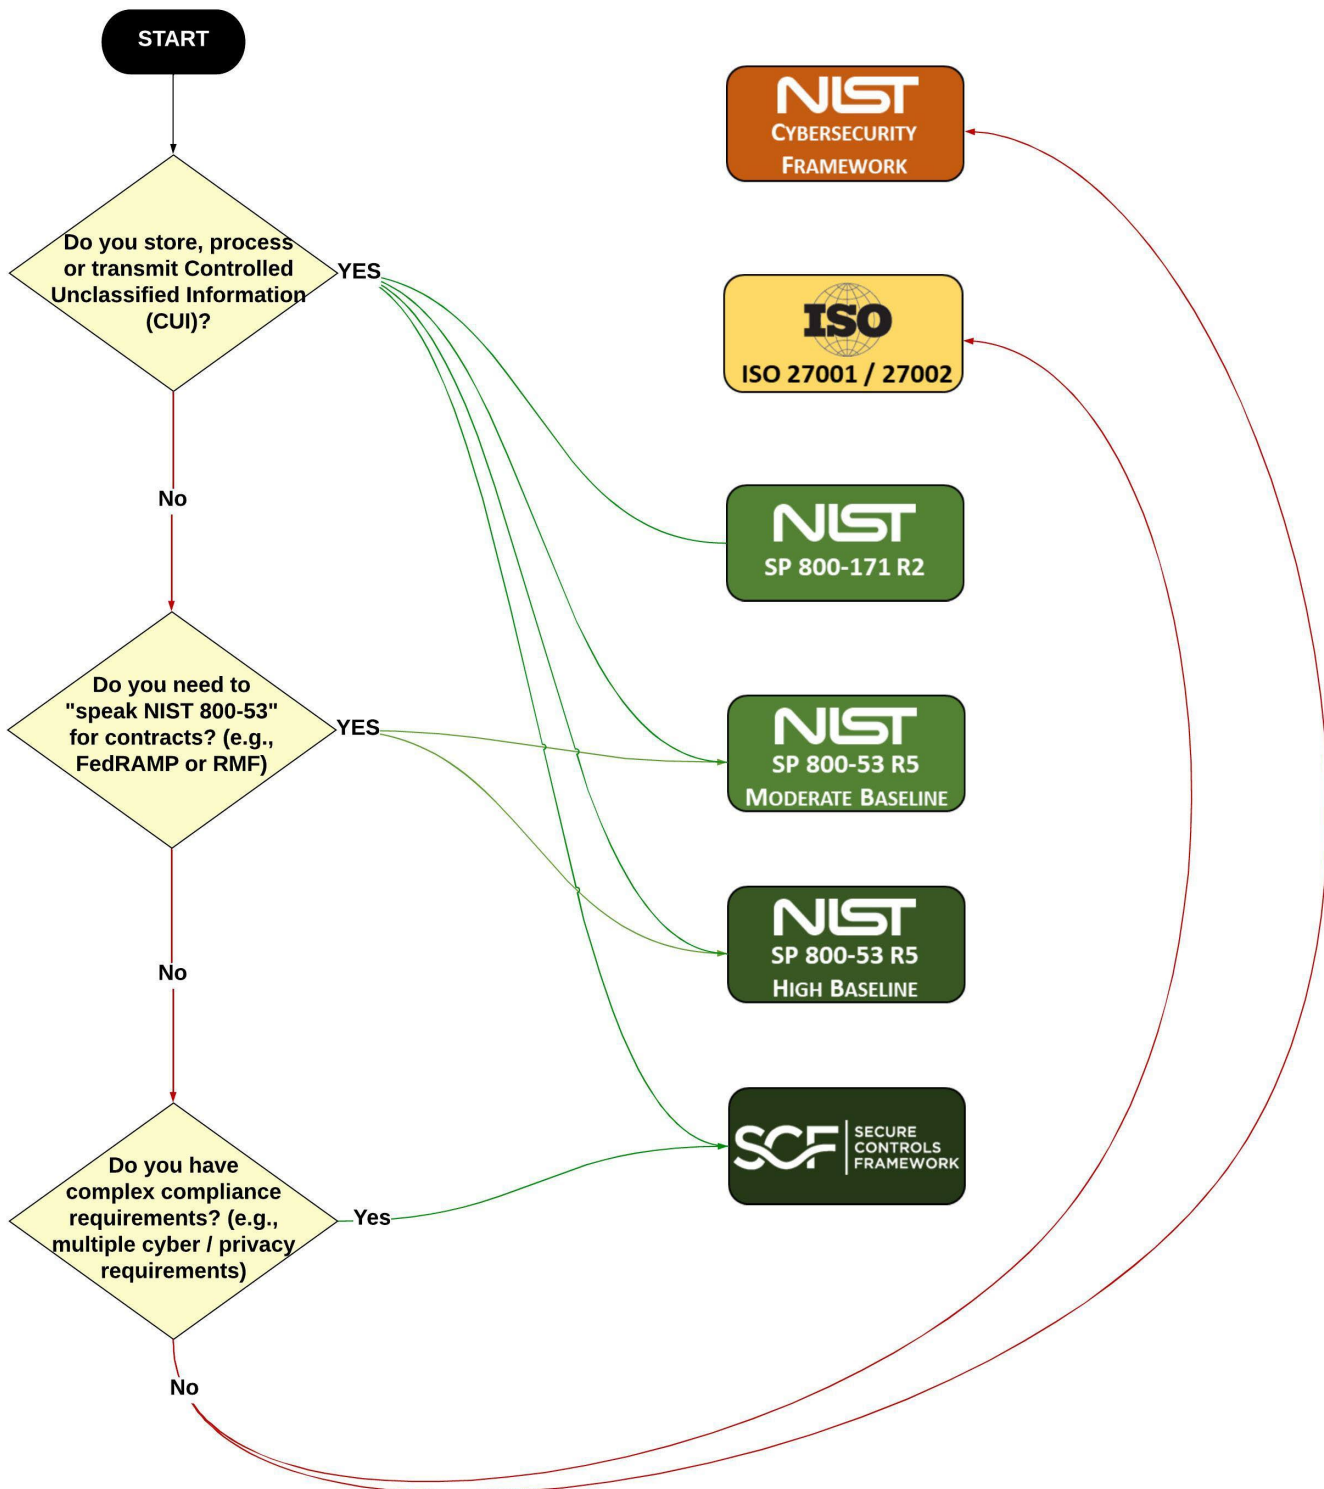 START
NIST
CYBERSECURITY
FRAMEWORK
Do you store, process
or transmit Controlled
Unclassified Information
(CUI)?
YES
ISO
ISO 27001 / 27002
No
NIST
SP 800-171 R2
Do you need to
"speak NIST 800-53"
for contracts? (e.g.,
FedRAMP or RMF)
YES
NIST
SP 800-53 R5
MODERATE BASELINE
No
NIST
SP 800-53 R5
HIGH BASELINE
SCF
SECURE
CONTROLS
FRAMEWORK
Do you have
complex compliance
requirements? (e.g.,
multiple cyber / privacy
requirements)
Yes
No